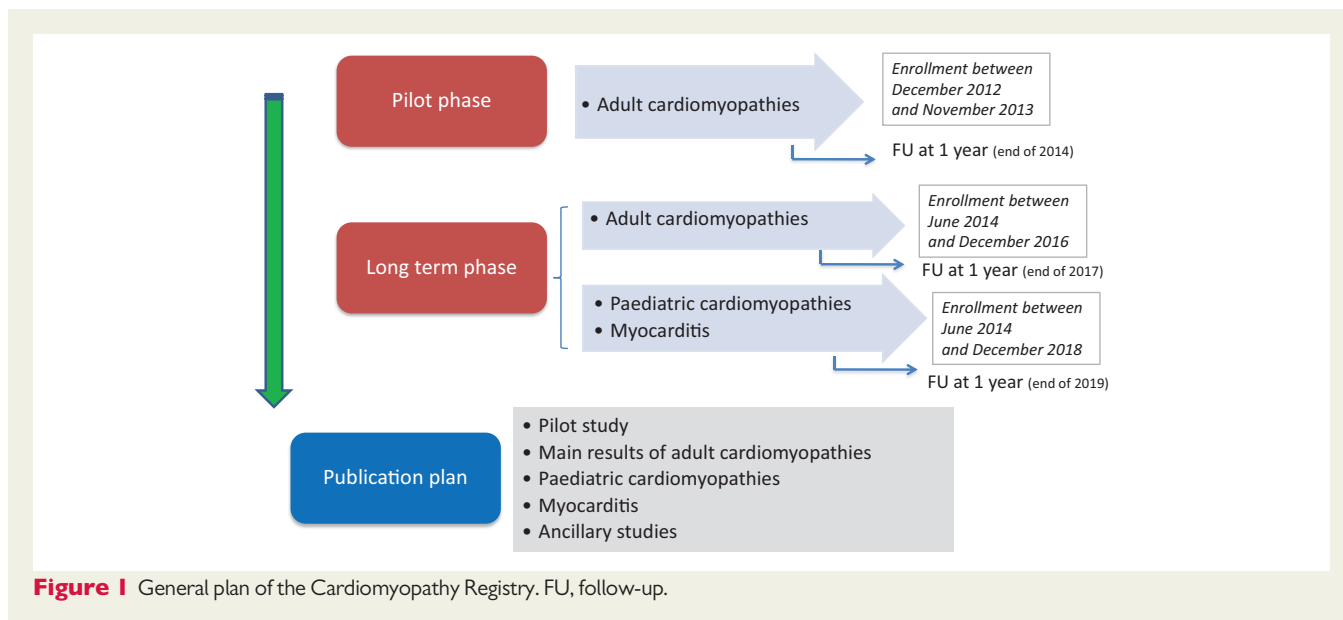 Pilot phase
• Adult cardiomyopathies
Enrollment between
December 2012
and November 2013
FU at 1 year (end of 2014)
Long term phase
• Adult cardiomyopathies
Enrollment between
June 2014
and December 2016
FU at 1 year (end of 2017)
• Paediatric cardiomyopathies
• Myocarditis
Enrollment between
June 2014
and December 2018
FU at 1 year (end of 2019)
Publication plan
• Pilot study
• Main results of adult cardiomyopathies
• Paediatric cardiomyopathies
• Myocarditis
• Ancillary studies
Figure 1 General plan of the Cardiomyopathy Registry. FU, follow-up.